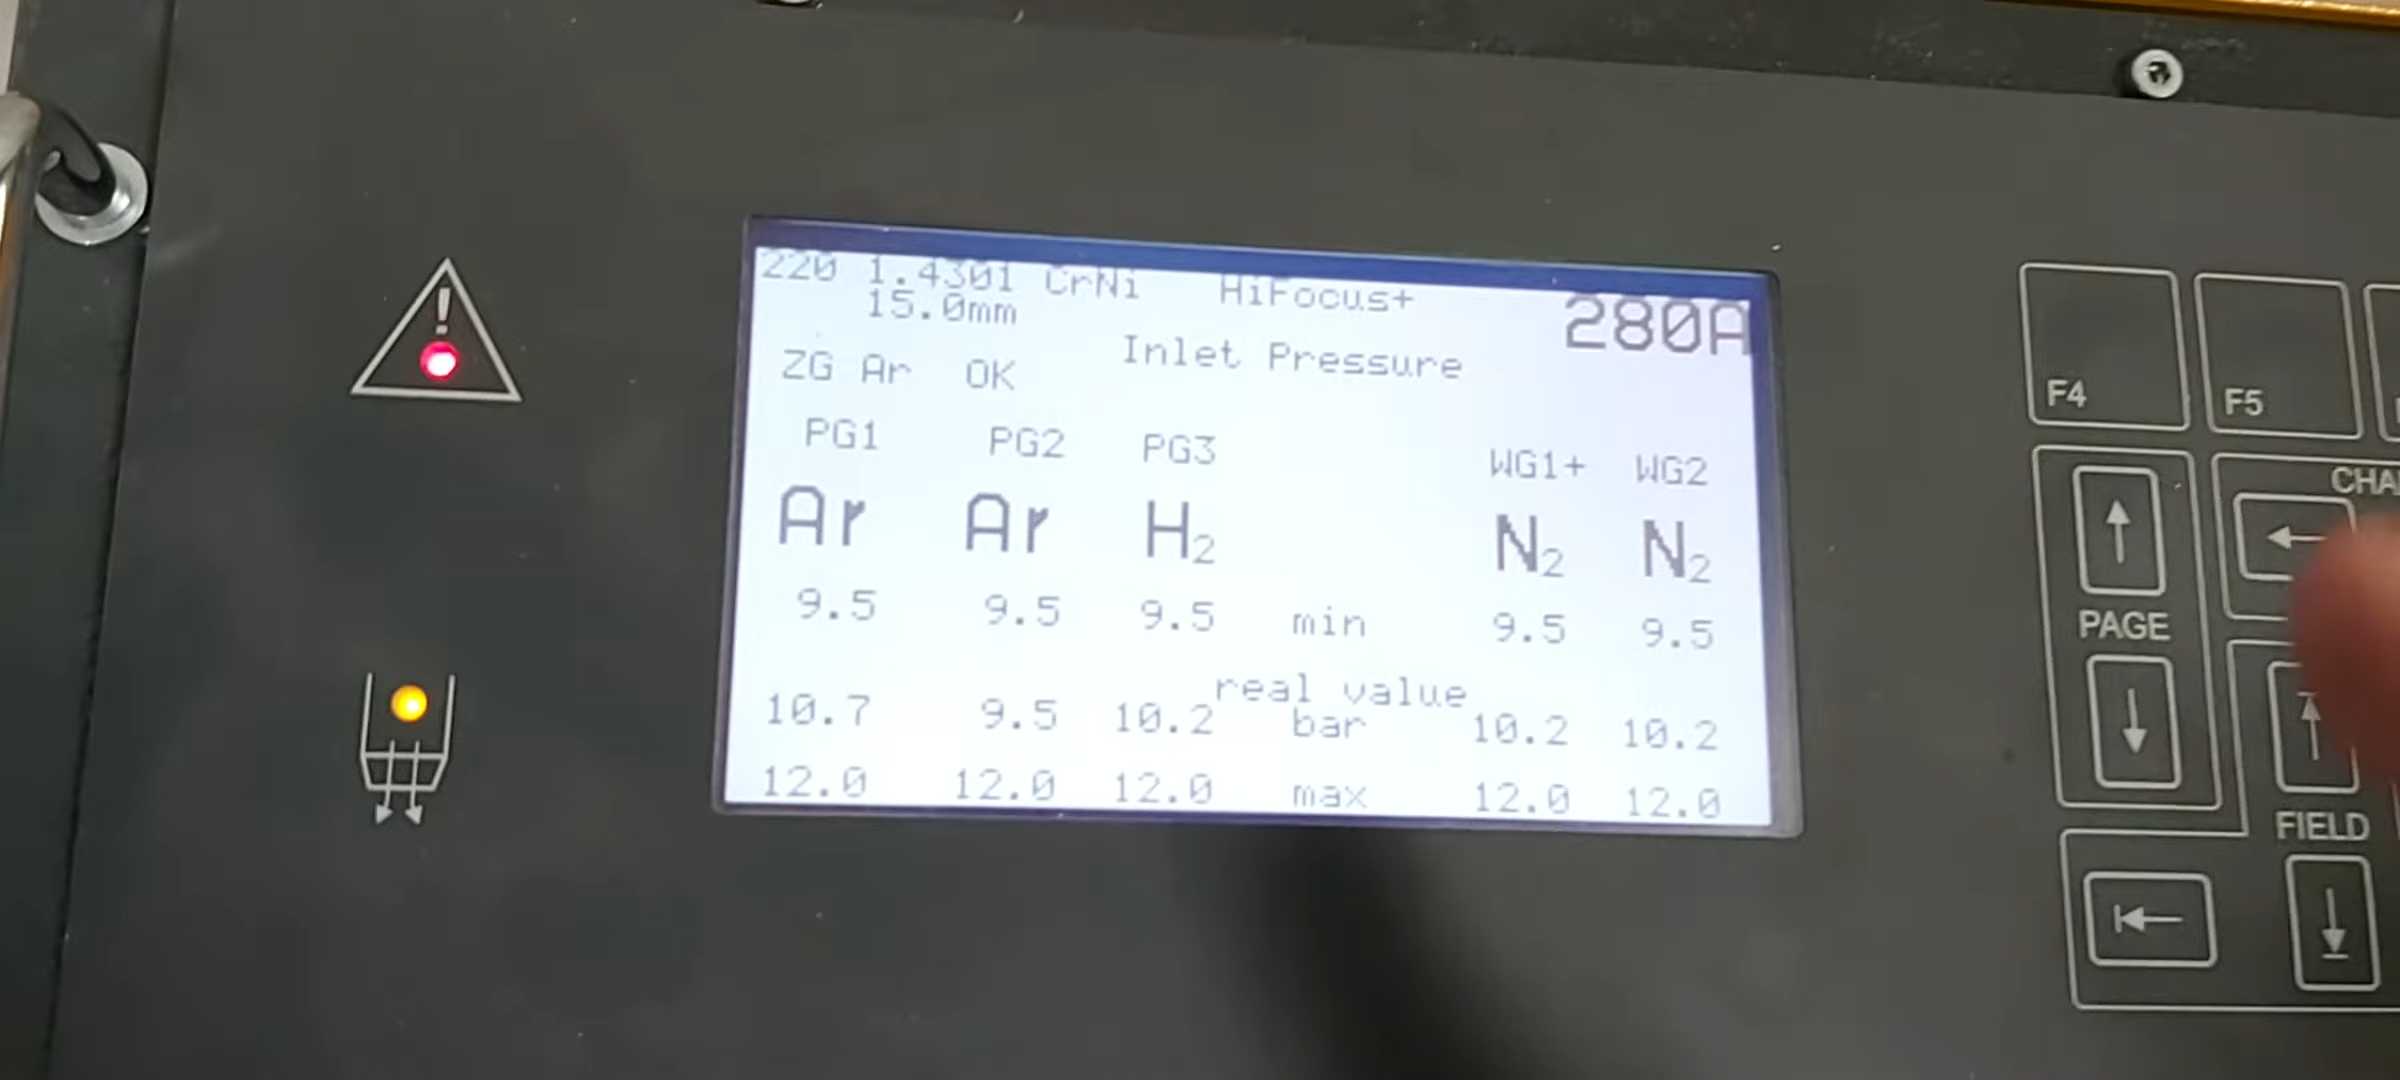 220 1.4301 CrNi HiFocus+ 280A
15.0mm
ZG Ar OK Inlet Pressure
PG1 PG2 PG3 WG1+ WG2
Ar Ar H₂ N₂ N₂
9.5 9.5 9.5 min 9.5 9.5
real value
10.7 9.5 10.2 bar 10.2 10.2
12.0 12.0 12.0 max 12.0 12.0
!
F4
F5
PAGE
FIELD